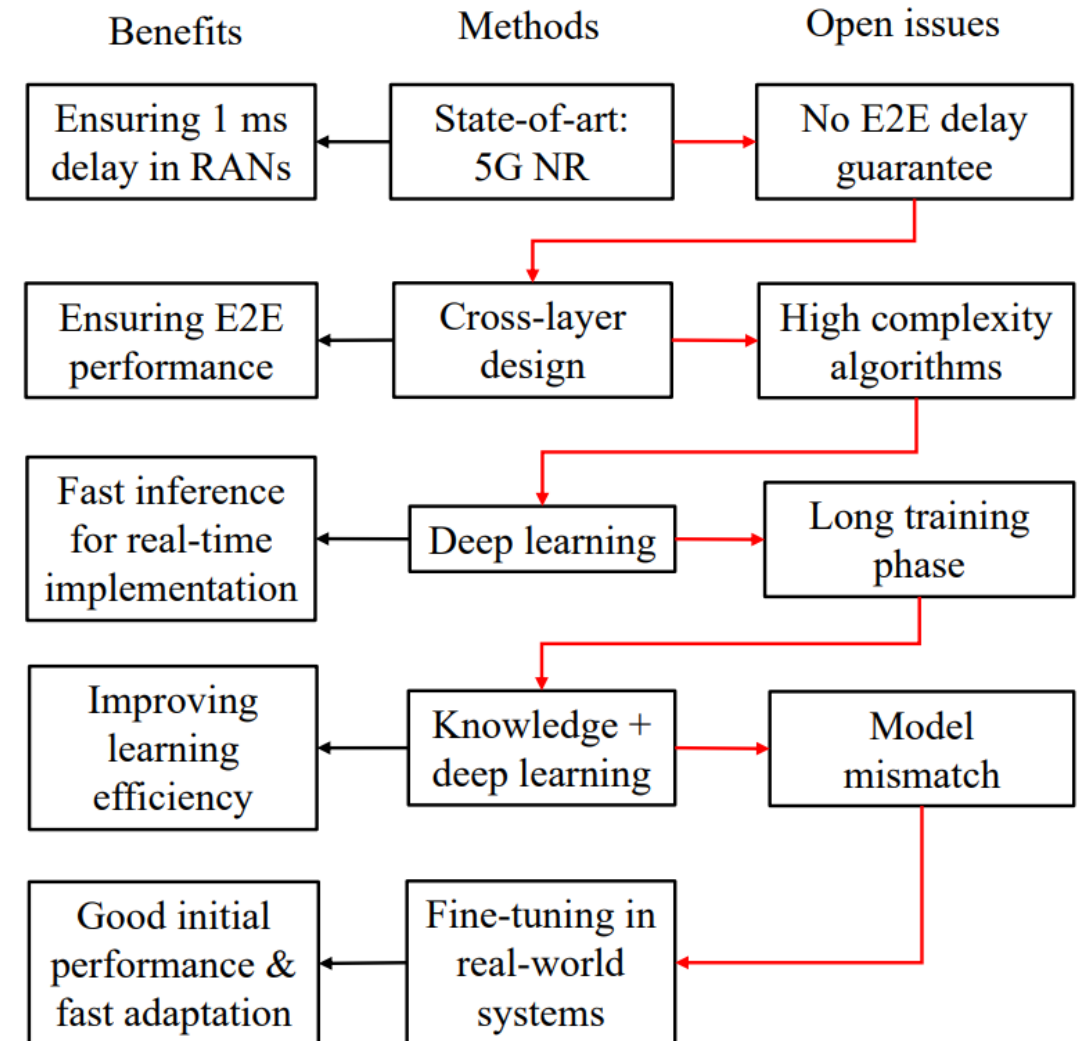 Benefits
Methods
Open issues
Ensuring 1 ms
delay in RANs
State-of-art:
5G NR
No E2E delay
guarantee
Ensuring E2E
performance
Cross-layer
design
High complexity
algorithms
Fast inference
for real-time
implementation
Deep learning
Long training
phase
Improving
learning
efficiency
Knowledge +
deep learning
Model
mismatch
Good initial
performance &
fast adaptation
Fine-tuning in
real-world
systems